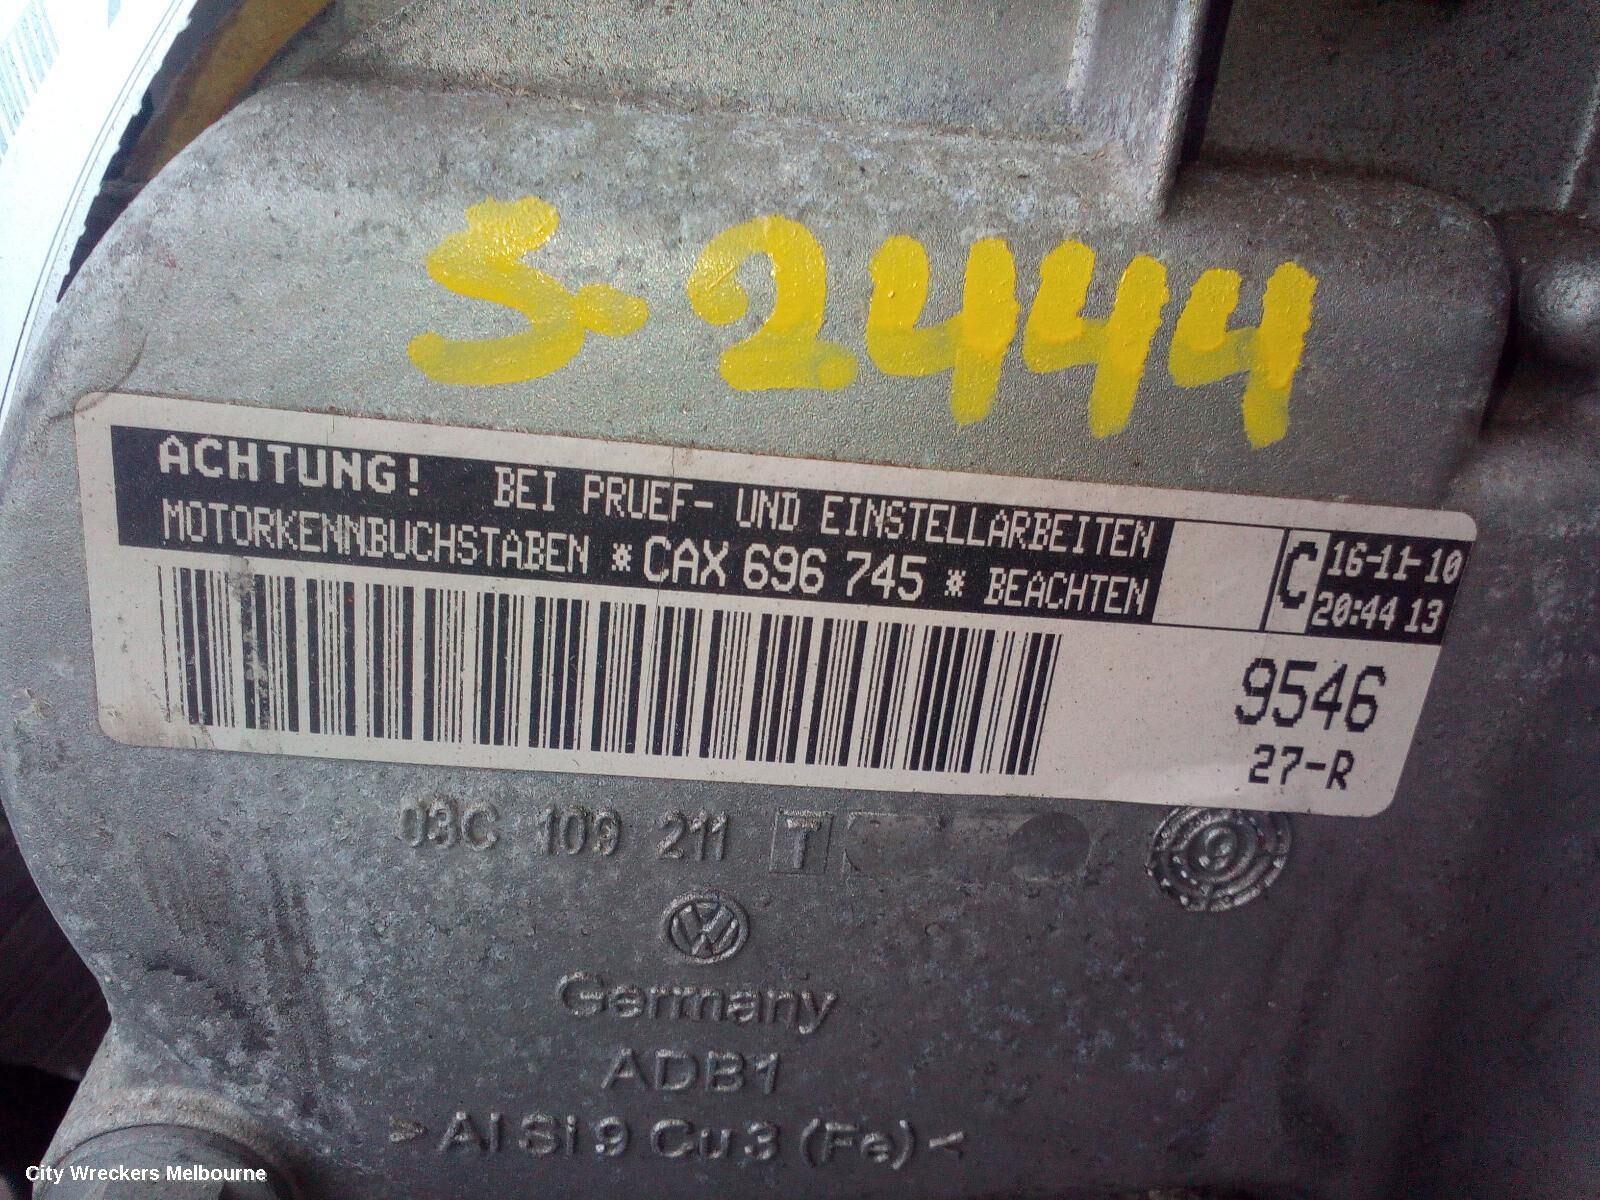 S-2444
ACHTUNG! BEI PRUEF- UND EINSTELLARBEITEN
MOTORKENNBUCHSTABEN * CAX 696 745 * BEACHTEN
C
16-11-10
20:44 13
9546
27-R
03C 109 211 T
Germany
ADB1
>Al Si 9 Cu 3 (Fe)<
City Wreckers Melbourne